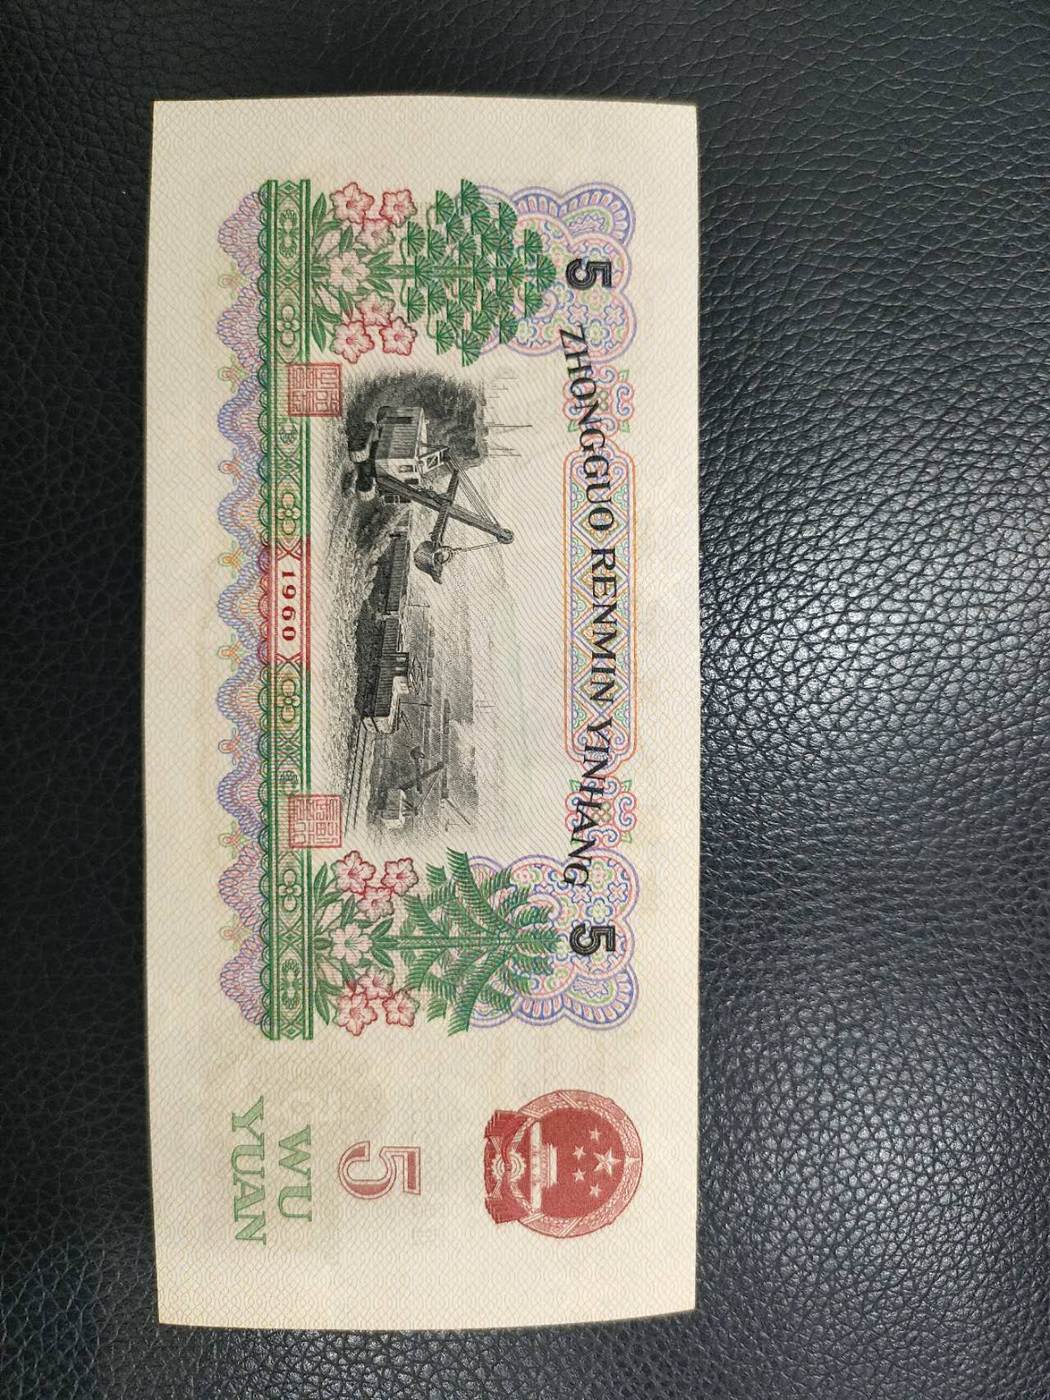 5 ZHONGGUO RENMIN YINHANG 5
1960
5
WU
YUAN